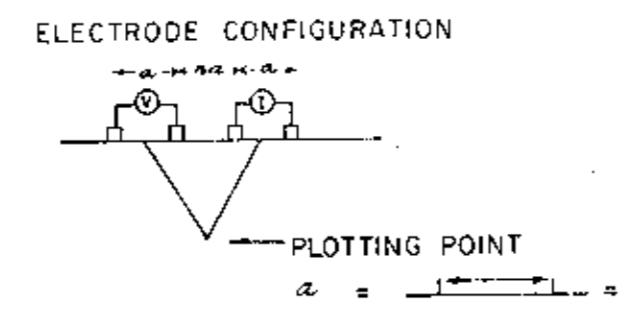 ELECTRODE CONFIGURATION
a na a
V I
PLOTTING POINT
a =